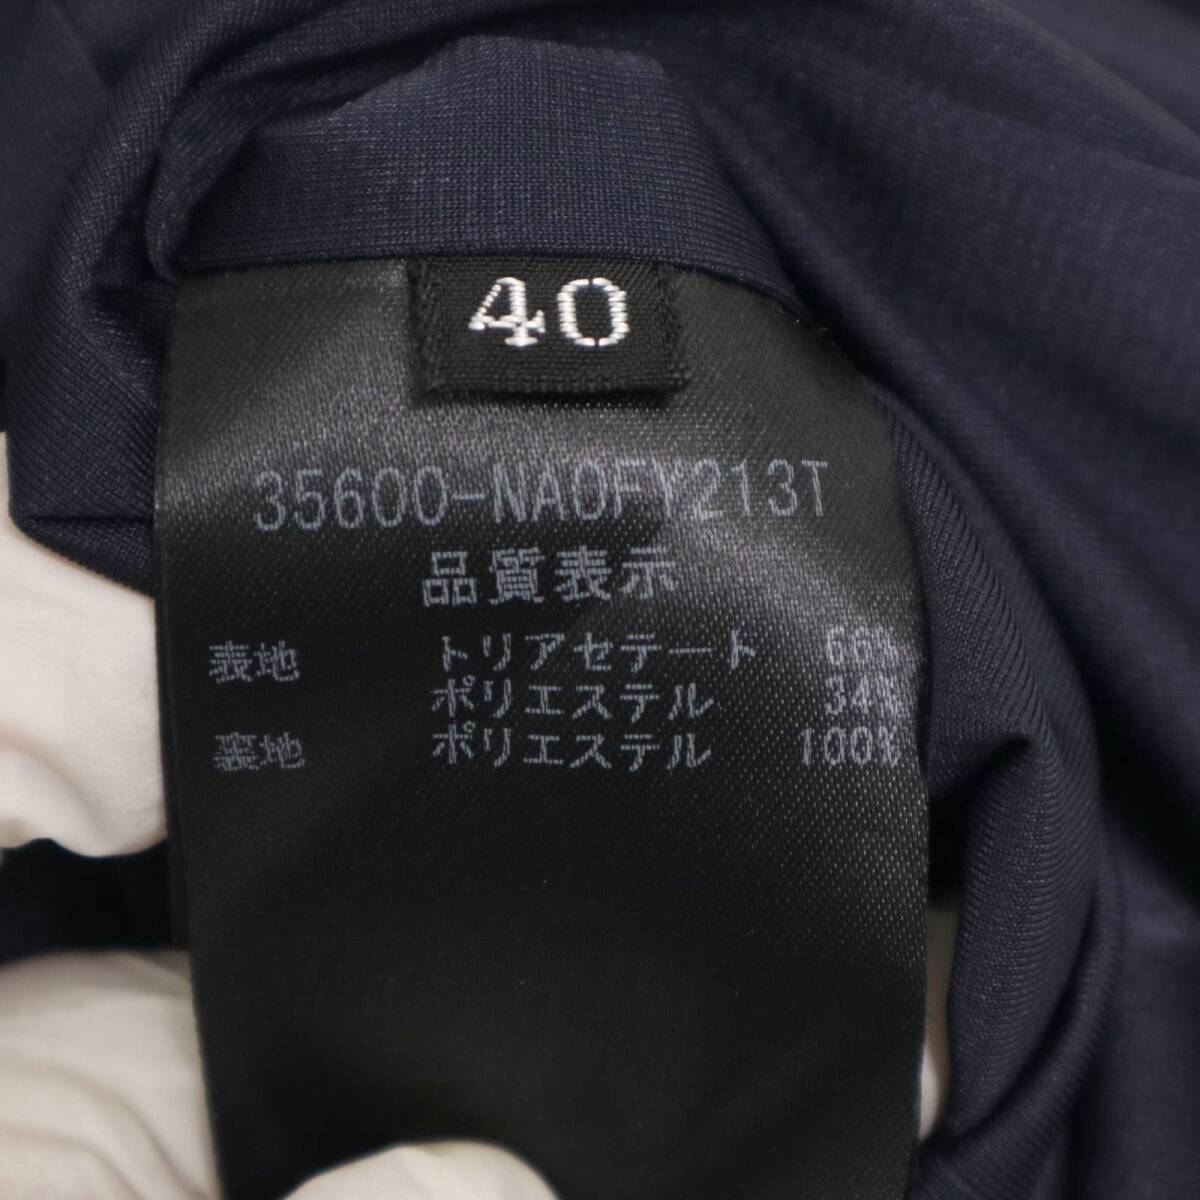 40
35600-NA0FY213T
品質表示
表地 トリアセテート 66%
ポリエステル 34%
裏地 ポリエステル 100%